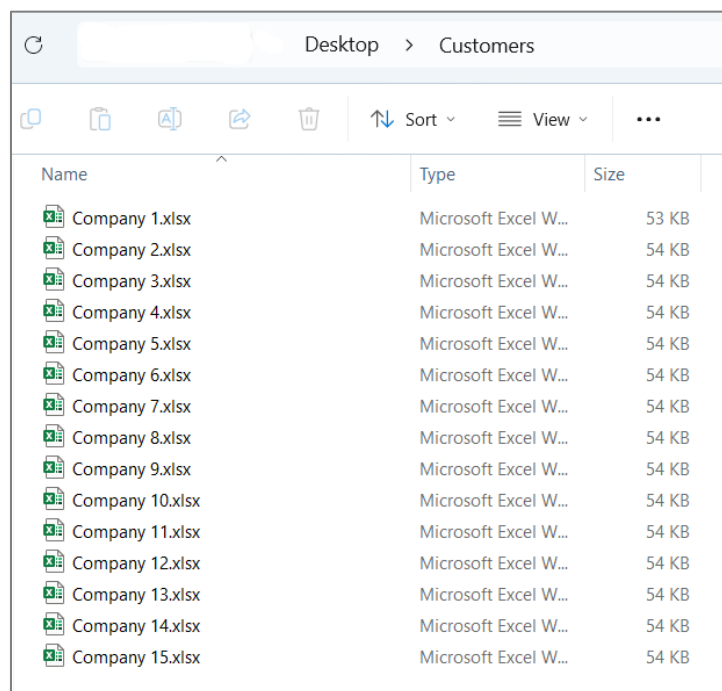 Desktop > Customers
Sort View ...
Name Type Size
Company 1.xlsx Microsoft Excel W... 53 KB
Company 2.xlsx Microsoft Excel W... 54 KB
Company 3.xlsx Microsoft Excel W... 54 KB
Company 4.xlsx Microsoft Excel W... 54 KB
Company 5.xlsx Microsoft Excel W... 54 KB
Company 6.xlsx Microsoft Excel W... 54 KB
Company 7.xlsx Microsoft Excel W... 54 KB
Company 8.xlsx Microsoft Excel W... 54 KB
Company 9.xlsx Microsoft Excel W... 54 KB
Company 10.xlsx Microsoft Excel W... 54 KB
Company 11.xlsx Microsoft Excel W... 54 KB
Company 12.xlsx Microsoft Excel W... 54 KB
Company 13.xlsx Microsoft Excel W... 54 KB
Company 14.xlsx Microsoft Excel W... 54 KB
Company 15.xlsx Microsoft Excel W... 54 KB